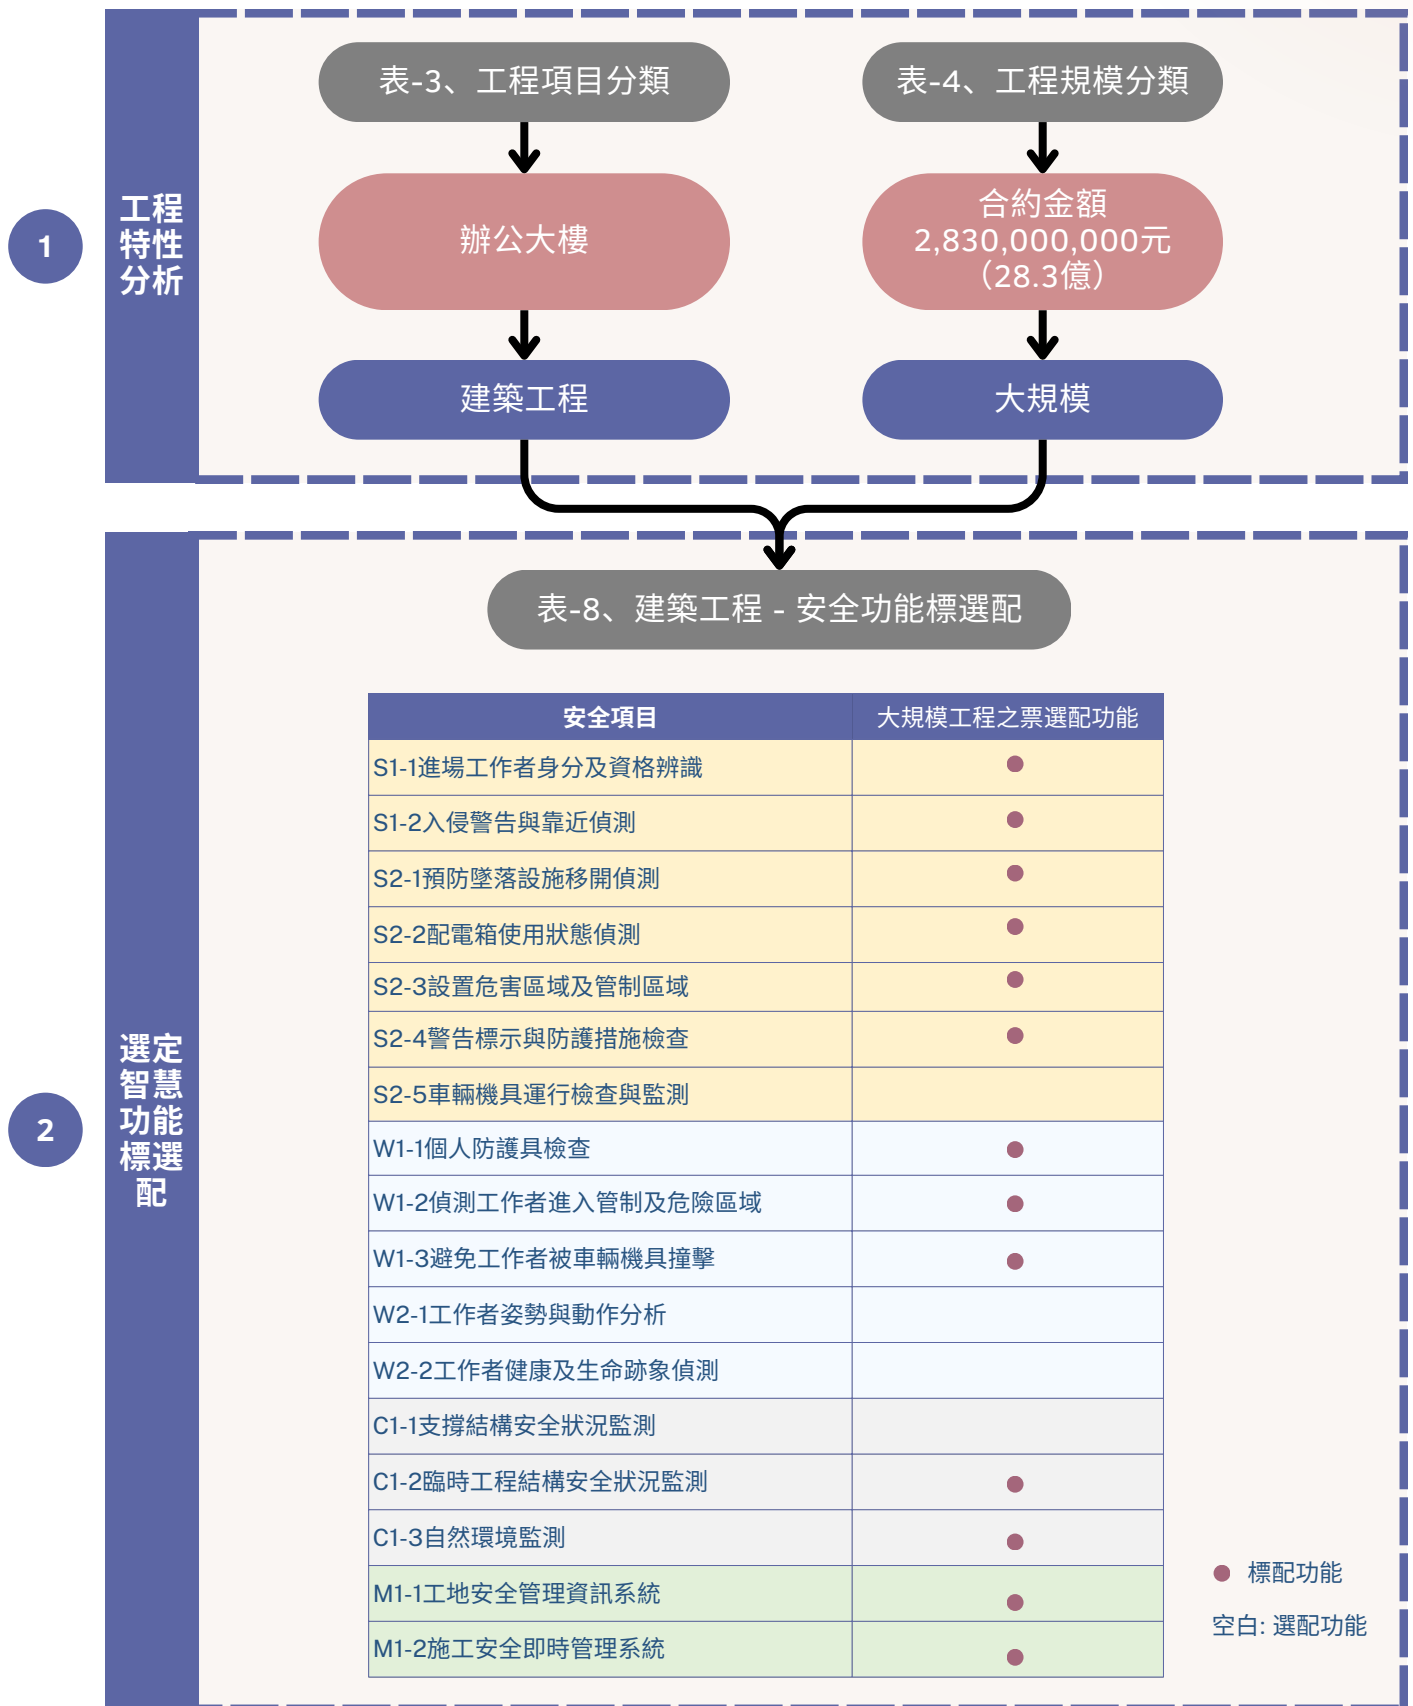 1
工程
特性
分析
表-3、工程項目分類
表-4、工程規模分類
辦公大樓
合約金額
2,830,000,000元
（28.3億）
建築工程
大規模
2
選定
智慧
功能
標選
配
表-8、建築工程 - 安全功能標選配
安全項目
大規模工程之票選配功能
S1-1進場工作者身分及資格辨識
S1-2入侵警告與靠近偵測
S2-1預防墜落設施移開偵測
S2-2配電箱使用狀態偵測
S2-3設置危害區域及管制區域
S2-4警告標示與防護措施檢查
S2-5車輛機具運行檢查與監測
W1-1個人防護具檢查
W1-2偵測工作者進入管制及危險區域
W1-3避免工作者被車輛機具撞擊
W2-1工作者姿勢與動作分析
W2-2工作者健康及生命跡象偵測
C1-1支撐結構安全狀況監測
C1-2臨時工程結構安全狀況監測
C1-3自然環境監測
M1-1工地安全管理資訊系統
M1-2施工安全即時管理系統
標配功能
空白: 選配功能